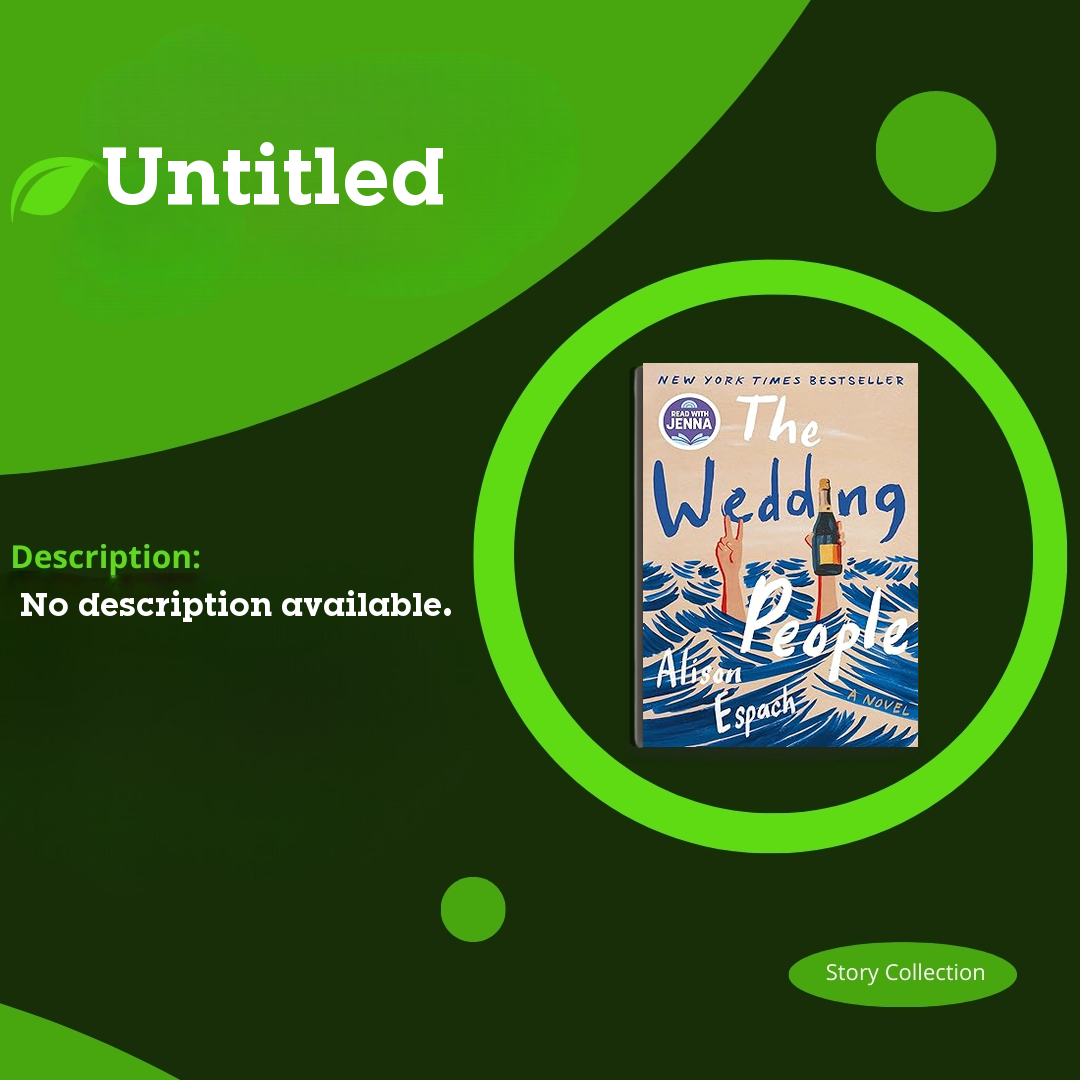 Untitled
Description:
No description available.
NEW YORK TIMES BESTSELLER
READ WITH
JENNA
The
Wedding
People
Alison
Espach
A NOVEL
Story Collection